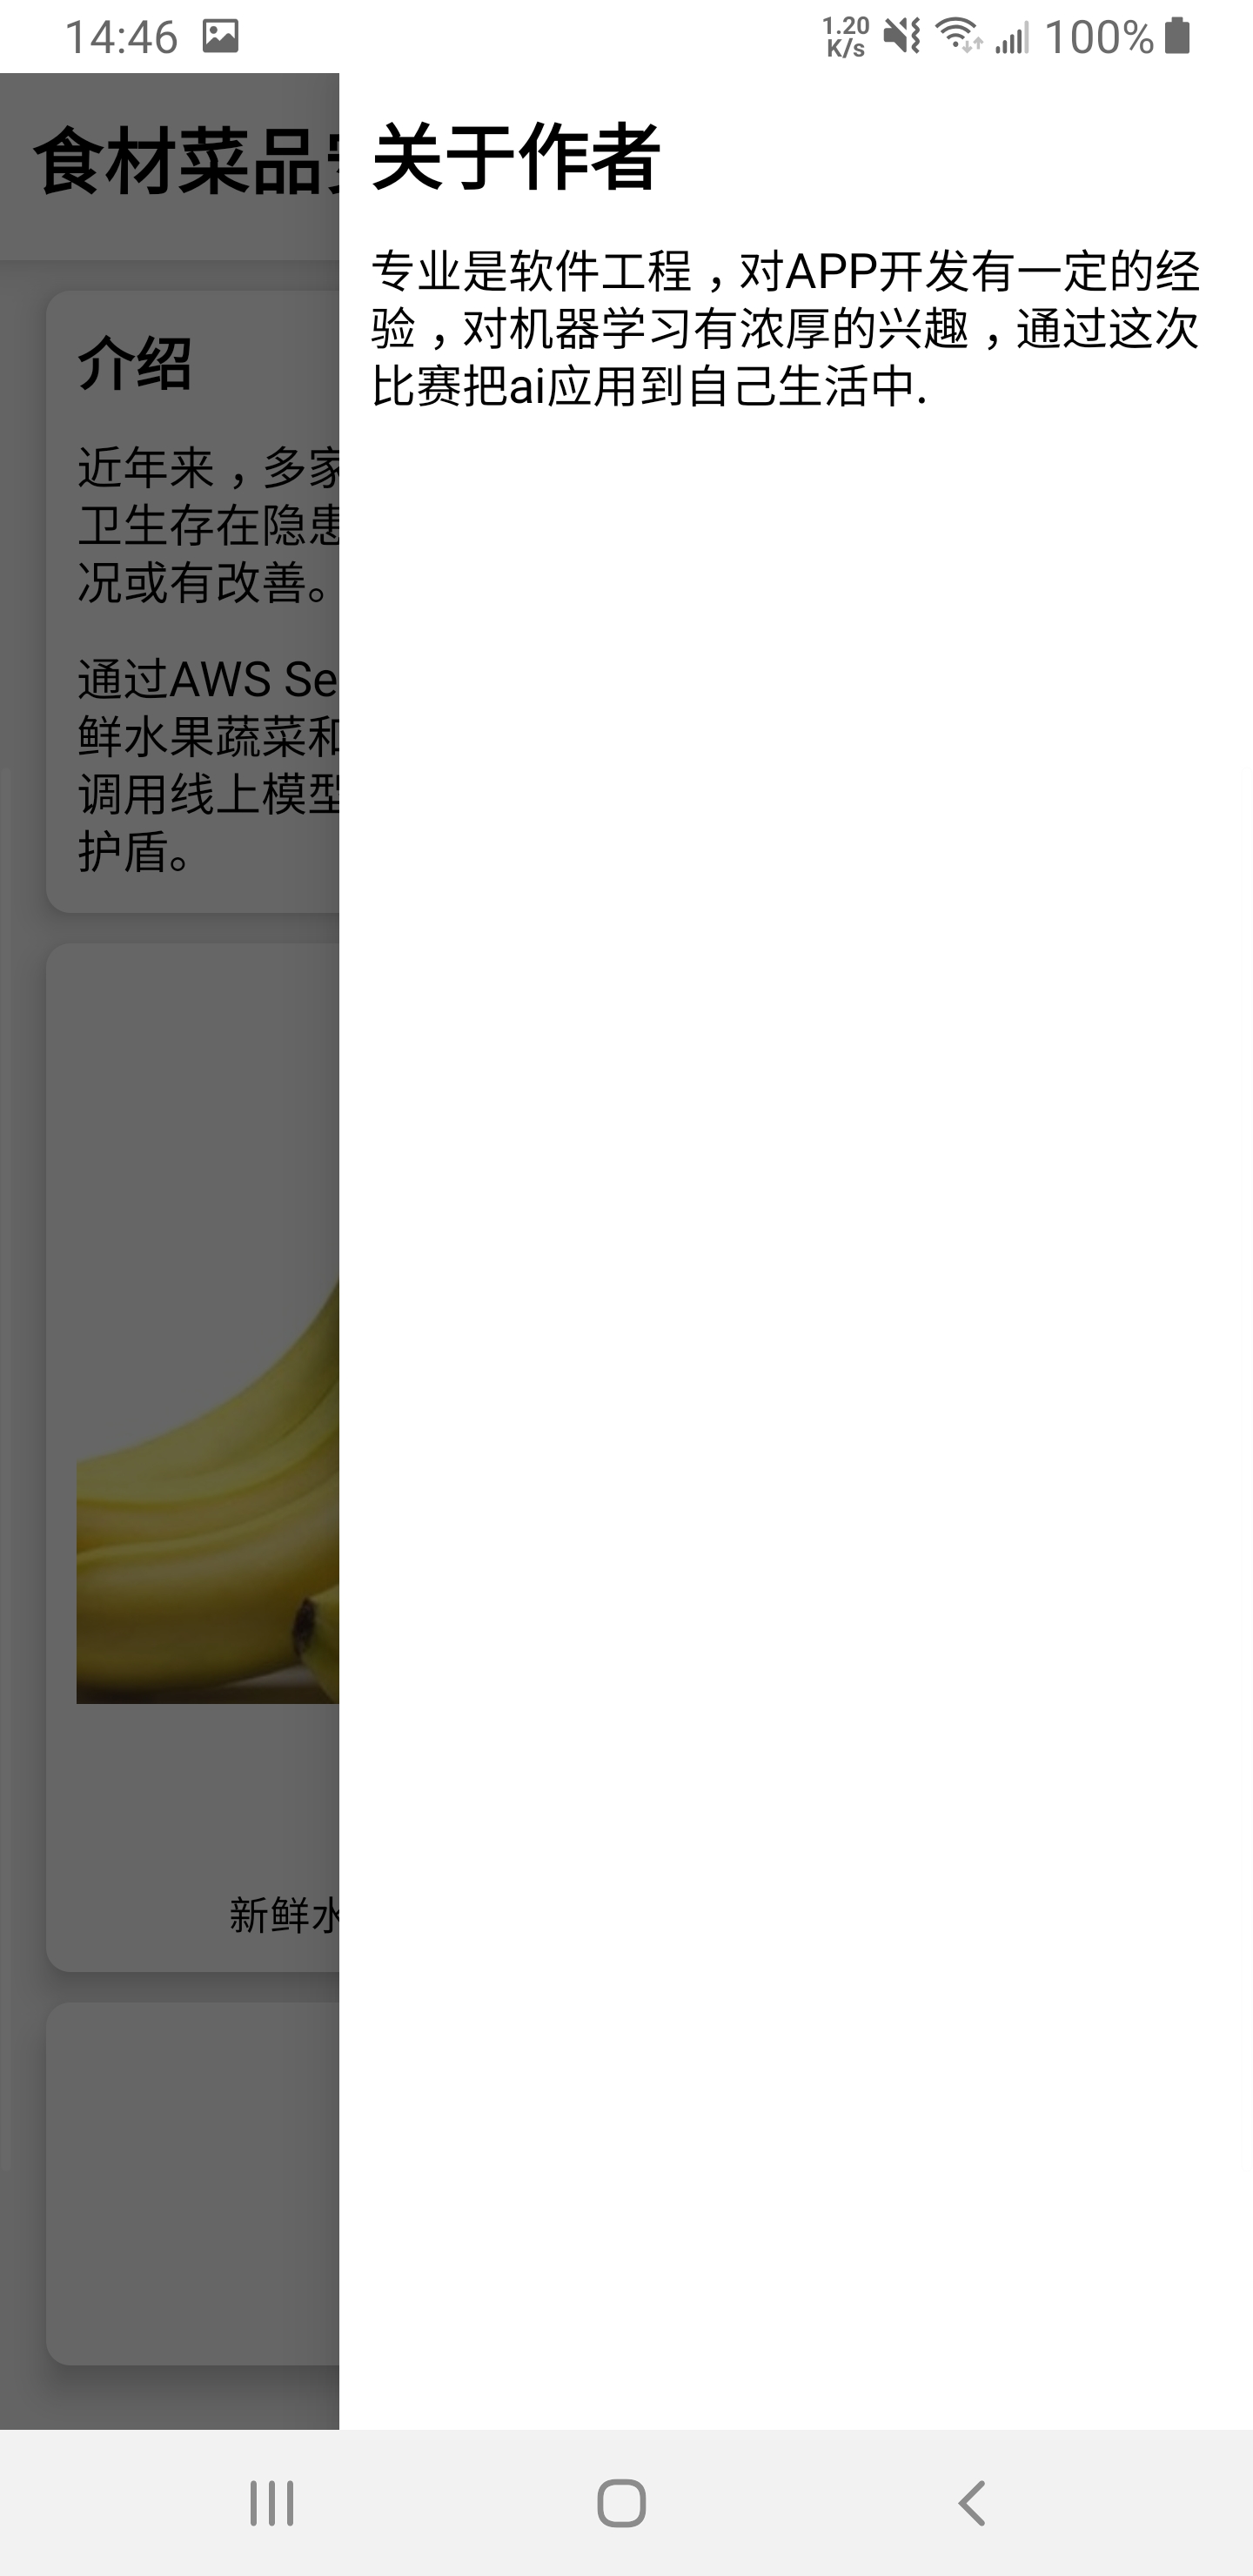 14:46
1.20
K/s
100%
食材菜品
关于作者
专业是软件工程，对APP开发有一定的经
验，对机器学习有浓厚的兴趣，通过这次
比赛把ai应用到自己生活中.
介绍
近年来，多家
卫生存在隐患
况或有改善。
通过AWS Se
鲜水果蔬菜和
调用线上模型
护盾。
新鲜水